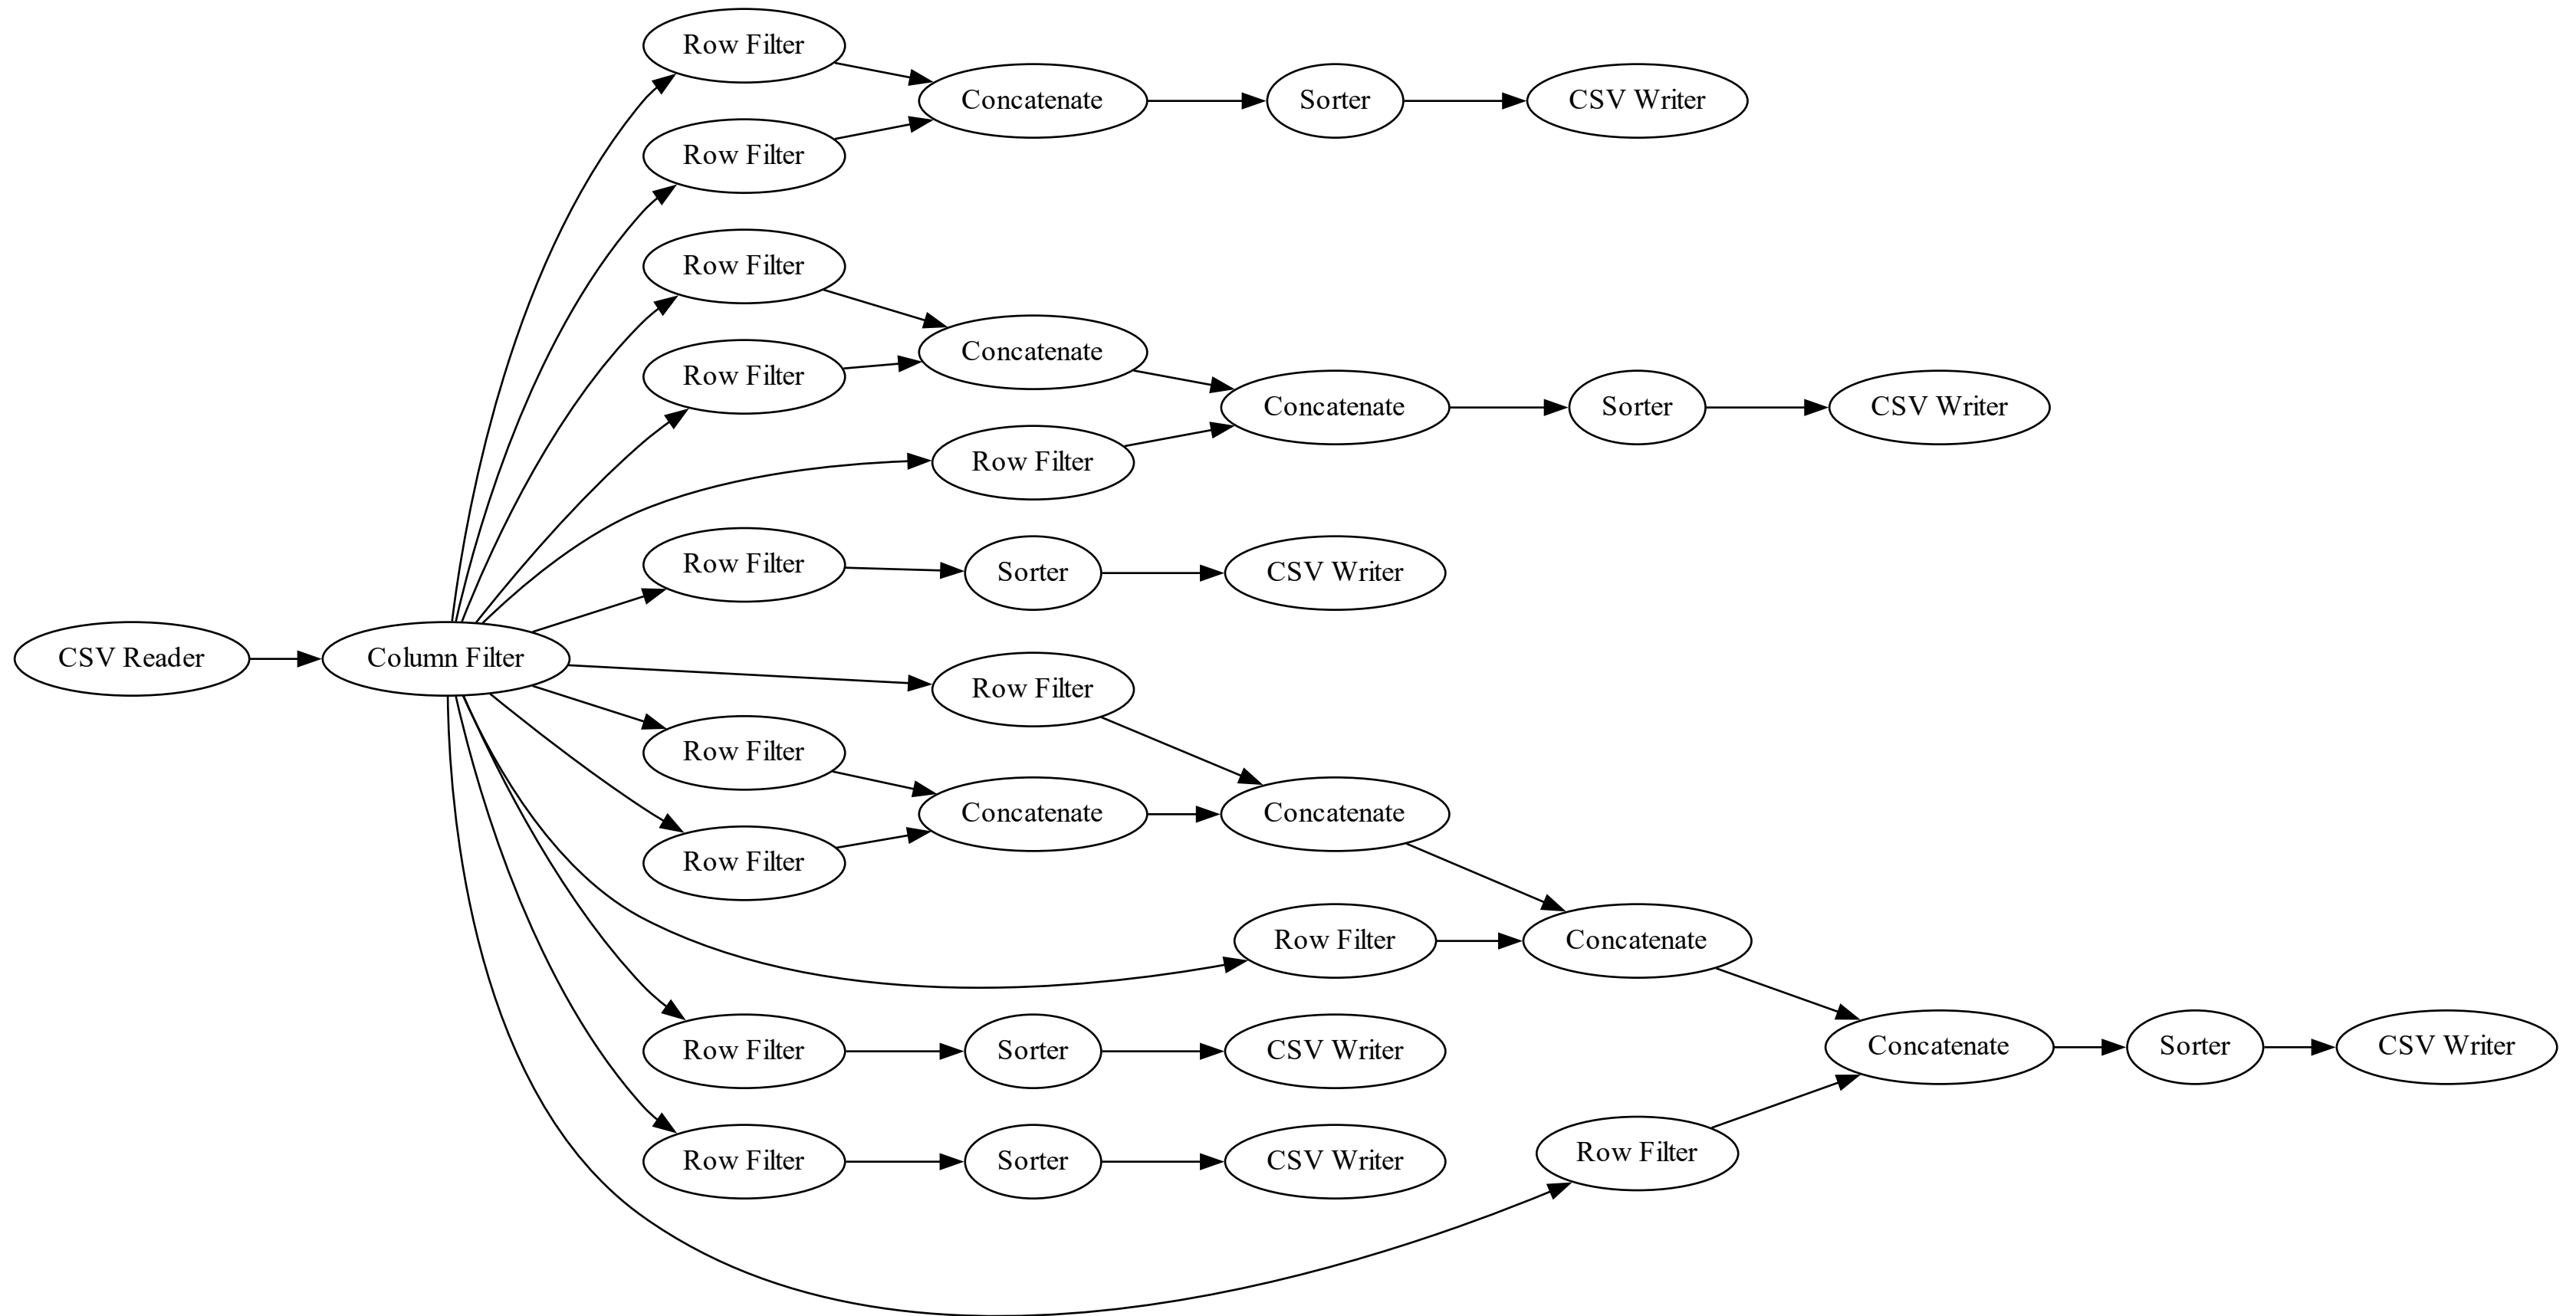 Row Filter
Concatenate
Sorter
CSV Writer
Row Filter
Row Filter
Concatenate
Row Filter
Concatenate
Sorter
CSV Writer
Row Filter
Row Filter
Sorter
CSV Writer
CSV Reader
Column Filter
Row Filter
Row Filter
Concatenate
Concatenate
Row Filter
Row Filter
Concatenate
Row Filter
Sorter
CSV Writer
Concatenate
Sorter
CSV Writer
Row Filter
Row Filter
Sorter
CSV Writer